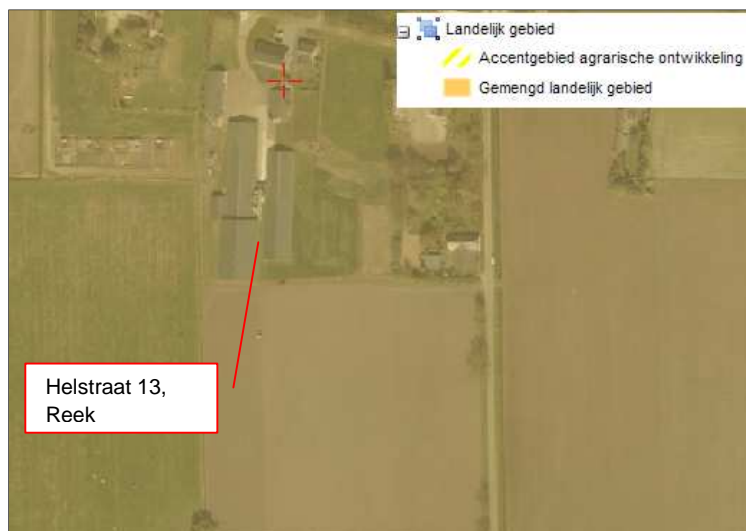 Landelijk gebied
Accentgebied agrarische ontwikkeling
Gemengd landelijk gebied
Helstraat 13,
Reek